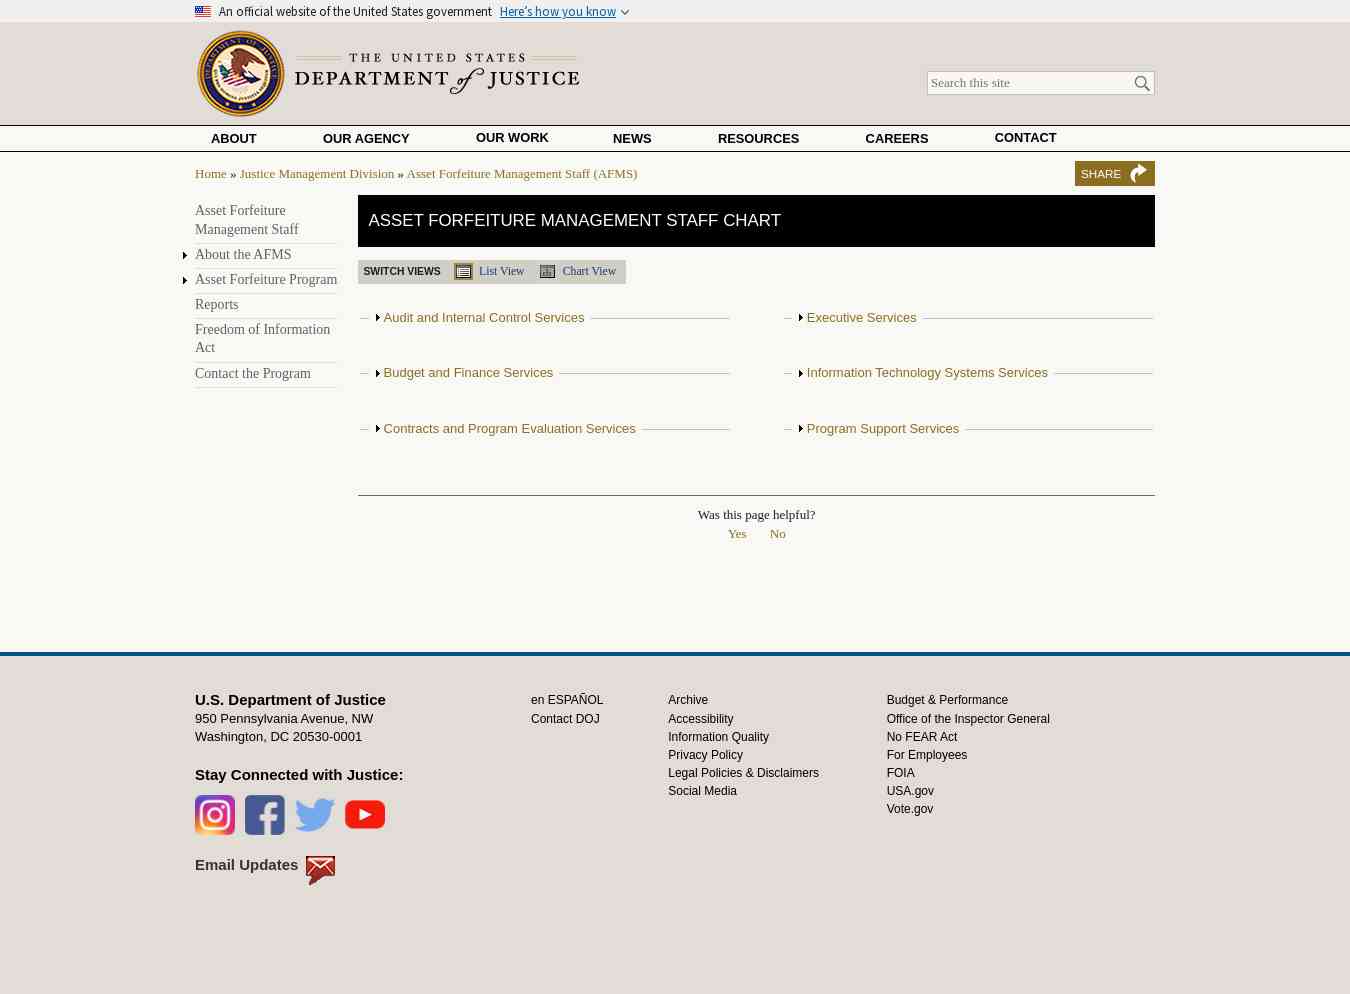 An official website of the United States government Here's how you know
THE UNITED STATES
DEPARTMENT of JUSTICE
Search this site
ABOUT OUR AGENCY OUR WORK NEWS RESOURCES CAREERS CONTACT
Home » Justice Management Division » Asset Forfeiture Management Staff (AFMS)
SHARE
Asset Forfeiture
Management Staff
About the AFMS
Asset Forfeiture Program
Reports
Freedom of Information
Act
Contact the Program
ASSET FORFEITURE MANAGEMENT STAFF CHART
SWITCH VIEWS List View Chart View
Audit and Internal Control Services
Executive Services
Budget and Finance Services
Information Technology Systems Services
Contracts and Program Evaluation Services
Program Support Services
Was this page helpful?
Yes No
U.S. Department of Justice
950 Pennsylvania Avenue, NW
Washington, DC 20530-0001
Stay Connected with Justice:
Email Updates
en ESPAÑOL
Contact DOJ
Archive
Accessibility
Information Quality
Privacy Policy
Legal Policies & Disclaimers
Social Media
Budget & Performance
Office of the Inspector General
No FEAR Act
For Employees
FOIA
USA.gov
Vote.gov